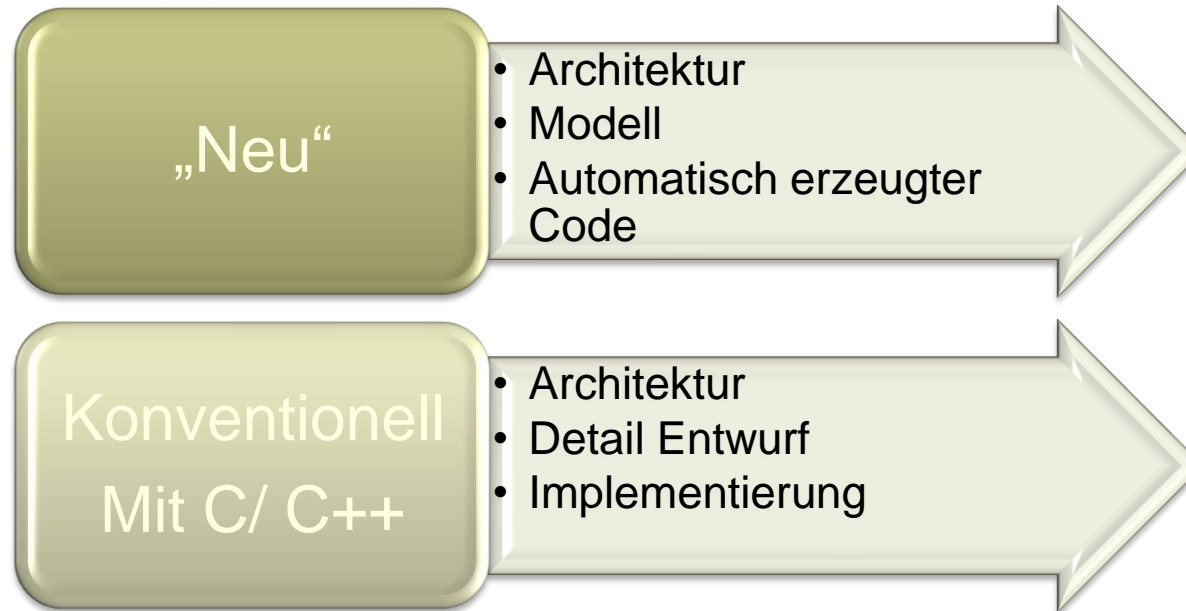 „Neu“
• Architektur
• Modell
• Automatisch erzeugter
Code
Konventionell
Mit C/ C++
• Architektur
• Detail Entwurf
• Implementierung